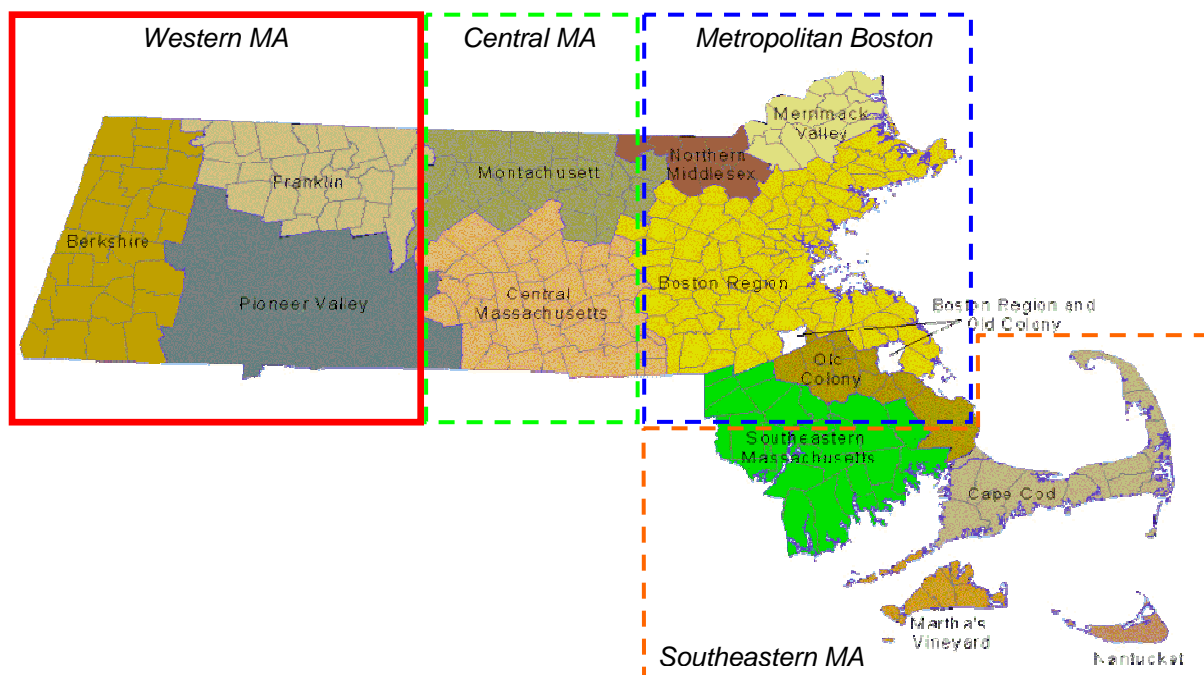 Western MA
Central MA
Metropolitan Boston
Merrimack
Valley
Northern
Middlesex
Montachusett
Franklin
Berkshire
Pioneer Valley
Central
Massachusetts
Boston Region
Boston Region and
Old Colony
Old
Colony
Southeastern
Massachusetts
Cape Cod
Martha's
Vineyard
Nantucket
Southeastern MA